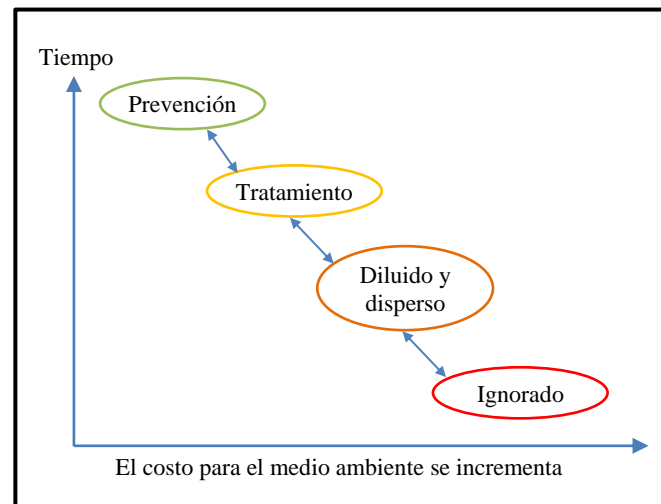 Tiempo
Prevención
Tratamiento
Diluido y
disperso
Ignorado
El costo para el medio ambiente se incrementa